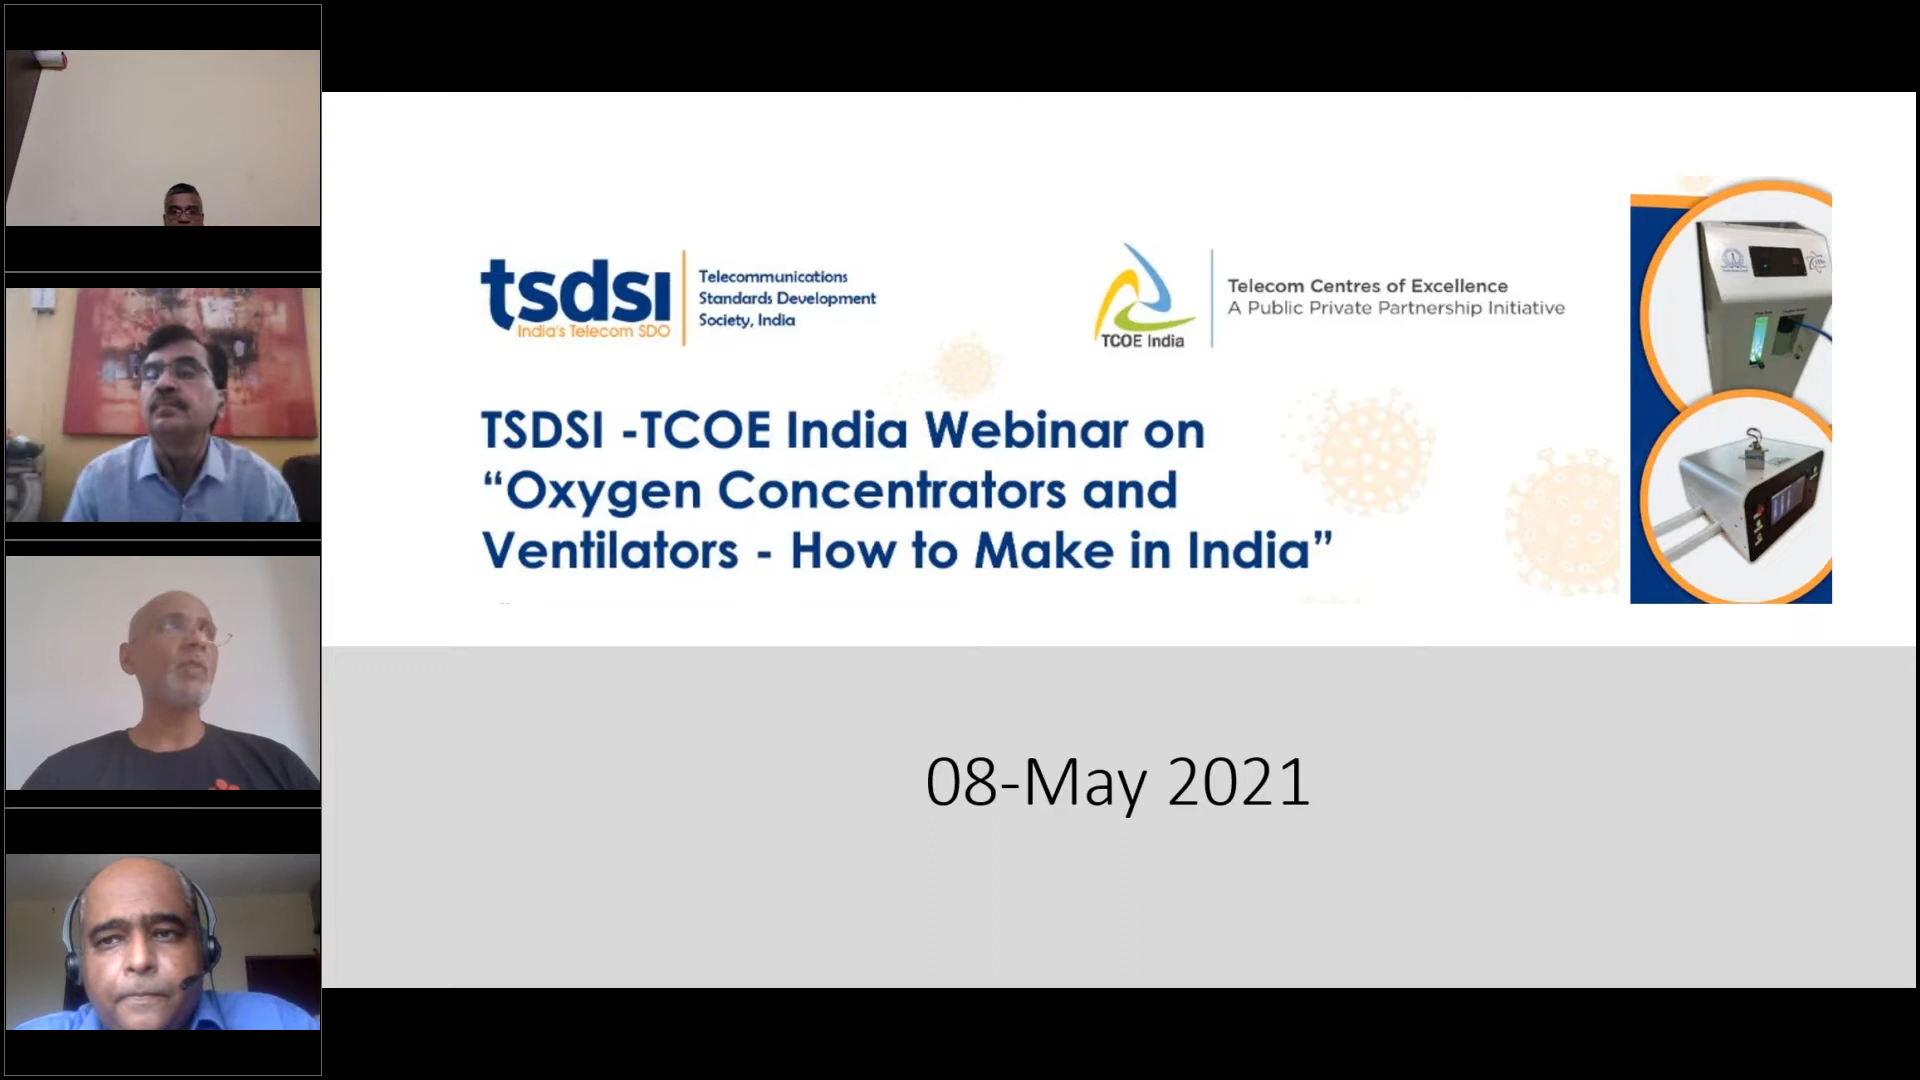 tsdsi
India's Telecom SDO
Telecommunications
Standards Development
Society, India
TCOE India
Telecom Centres of Excellence
A Public Private Partnership Initiative
TSDSI -TCOE India Webinar on
“Oxygen Concentrators and
Ventilators - How to Make in India”
08-May 2021